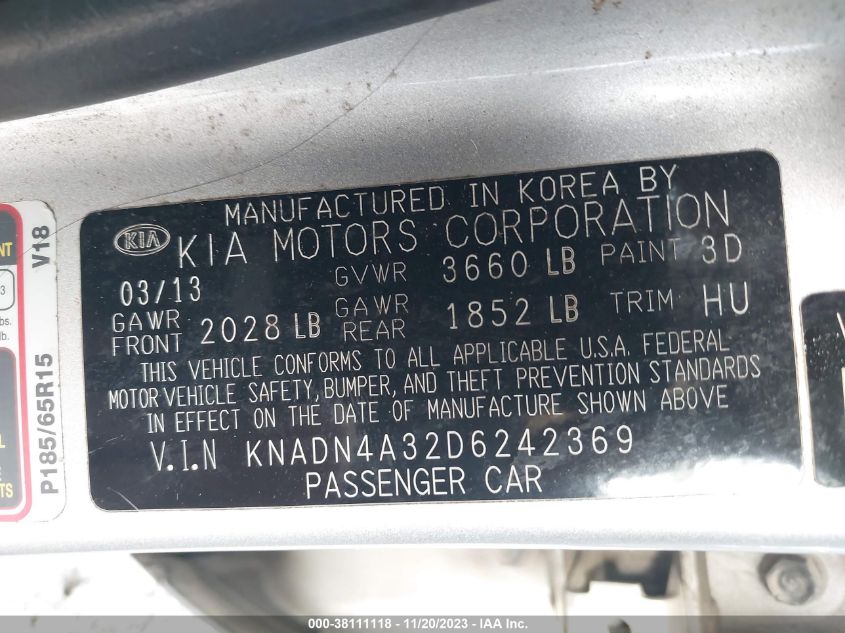 MANUFACTURED IN KOREA BY
KIA KIA MOTORS CORPORATION
03/13 GVWR 3660 LB PAINT 3D
GAWR FRONT 2028 LB GAWR REAR 1852 LB TRIM HU
THIS VEHICLE CONFORMS TO ALL APPLICABLE U.S.A. FEDERAL
MOTOR VEHICLE SAFETY, BUMPER, AND THEFT PREVENTION STANDARDS
IN EFFECT ON THE DATE OF MANUFACTURE SHOWN ABOVE
V.I.N KNADN4A32D6242369
PASSENGER CAR
P185/65R15 V18
000-38111118 - 11/20/2023 - IAA Inc.